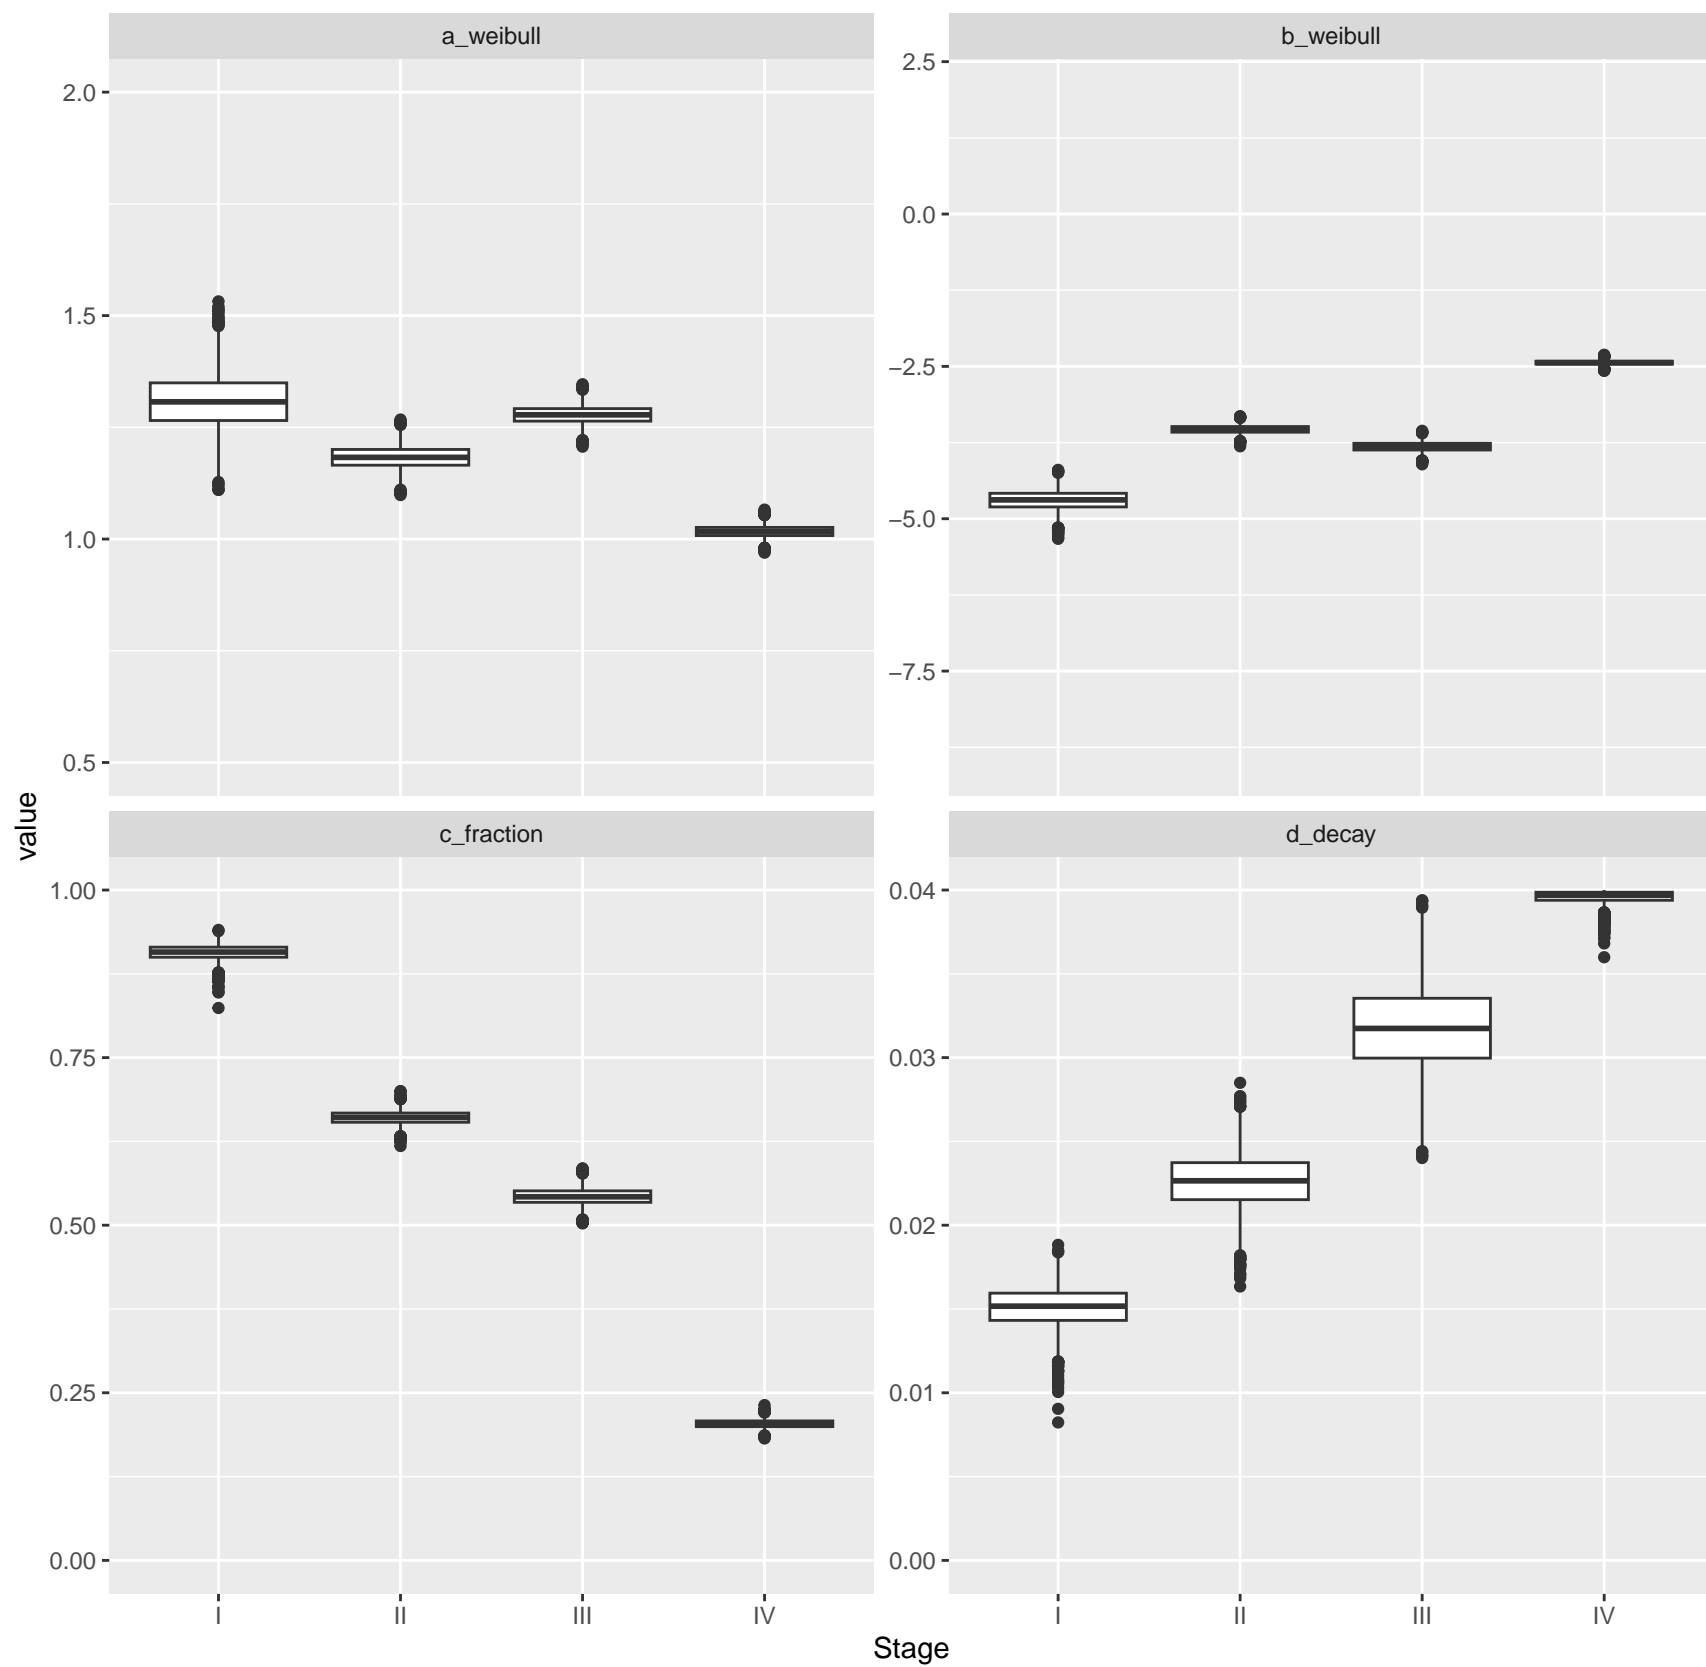 a_weibull
2.0
1.5
1.0
0.5
b_weibull
2.5
0.0
−2.5
−5.0
−7.5
value
c_fraction
1.00
0.75
0.50
0.25
0.00
I II III IV
d_decay
0.04
0.03
0.02
0.01
0.00
I II III IV
Stage